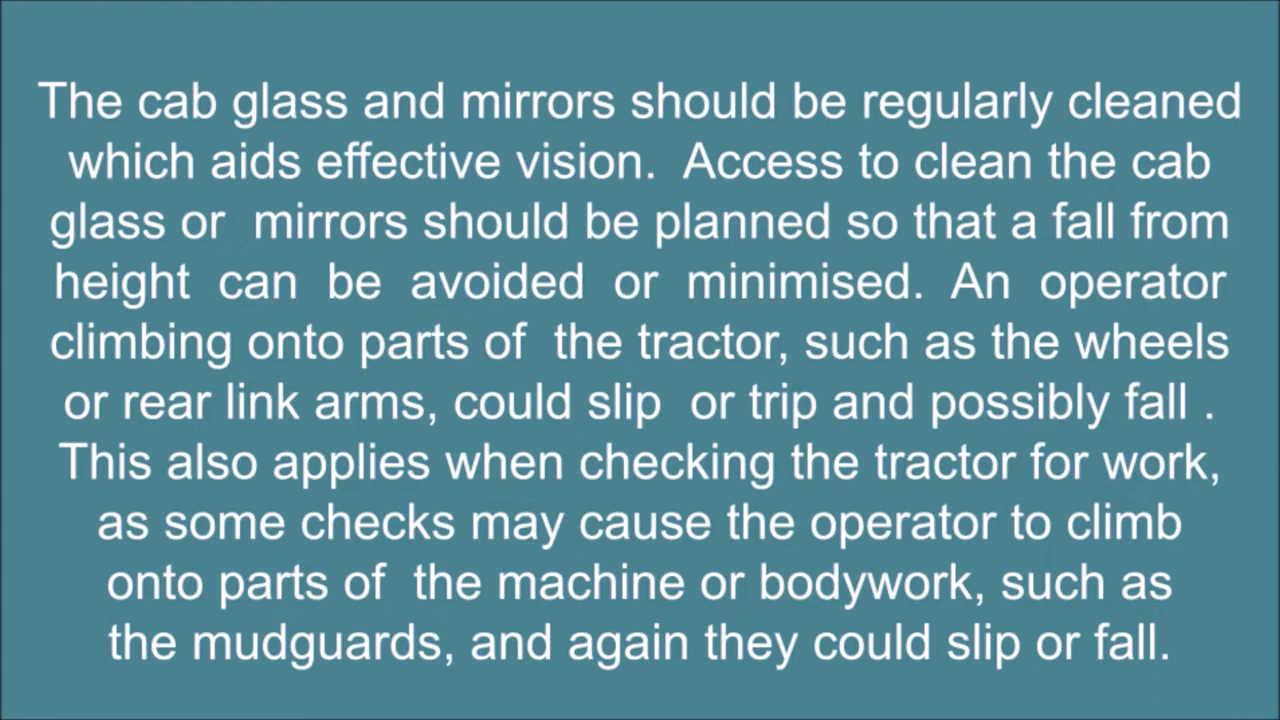 The cab glass and mirrors should be regularly cleaned
which aids effective vision.  Access to clean the cab
glass or  mirrors should be planned so that a fall from
height can be avoided or minimised. An operator
climbing onto parts of  the tractor, such as the wheels
or rear link arms, could slip  or trip and possibly fall .
This also applies when checking the tractor for work,
as some checks may cause the operator to climb
onto parts of  the machine or bodywork, such as
the mudguards, and again they could slip or fall.